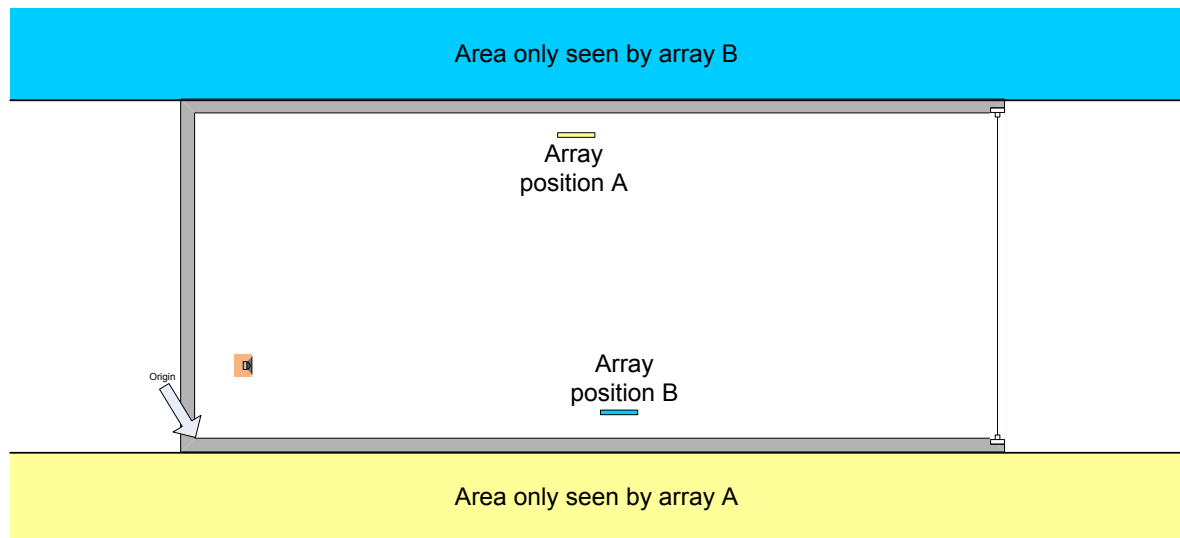 Area only seen by array B
Array
position A
Array
position B
Origin
Area only seen by array A